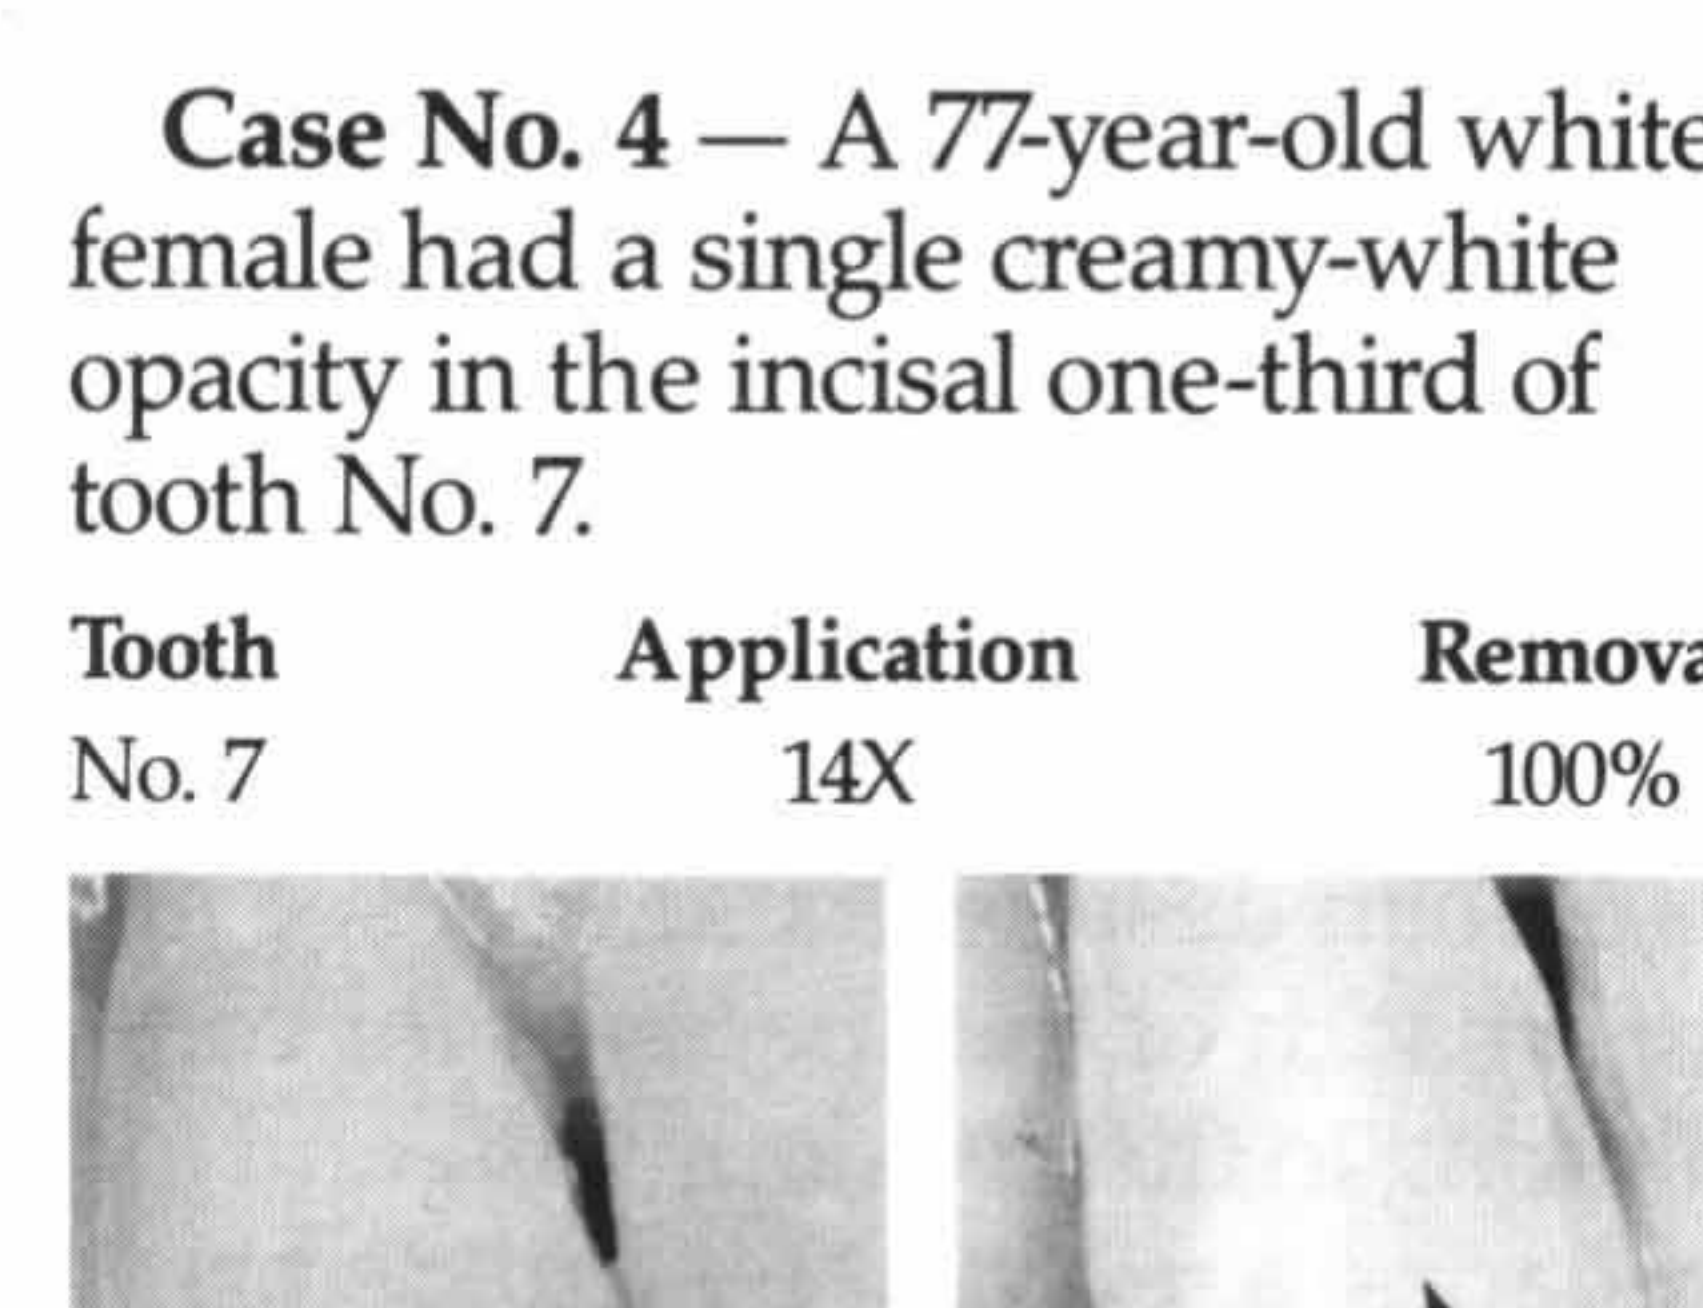 Case No. 4 — A 77-year-old white
female had a single creamy-white
opacity in the incisal one-third of
tooth No. 7.
Tooth Application Remova
No. 7 14X 100%